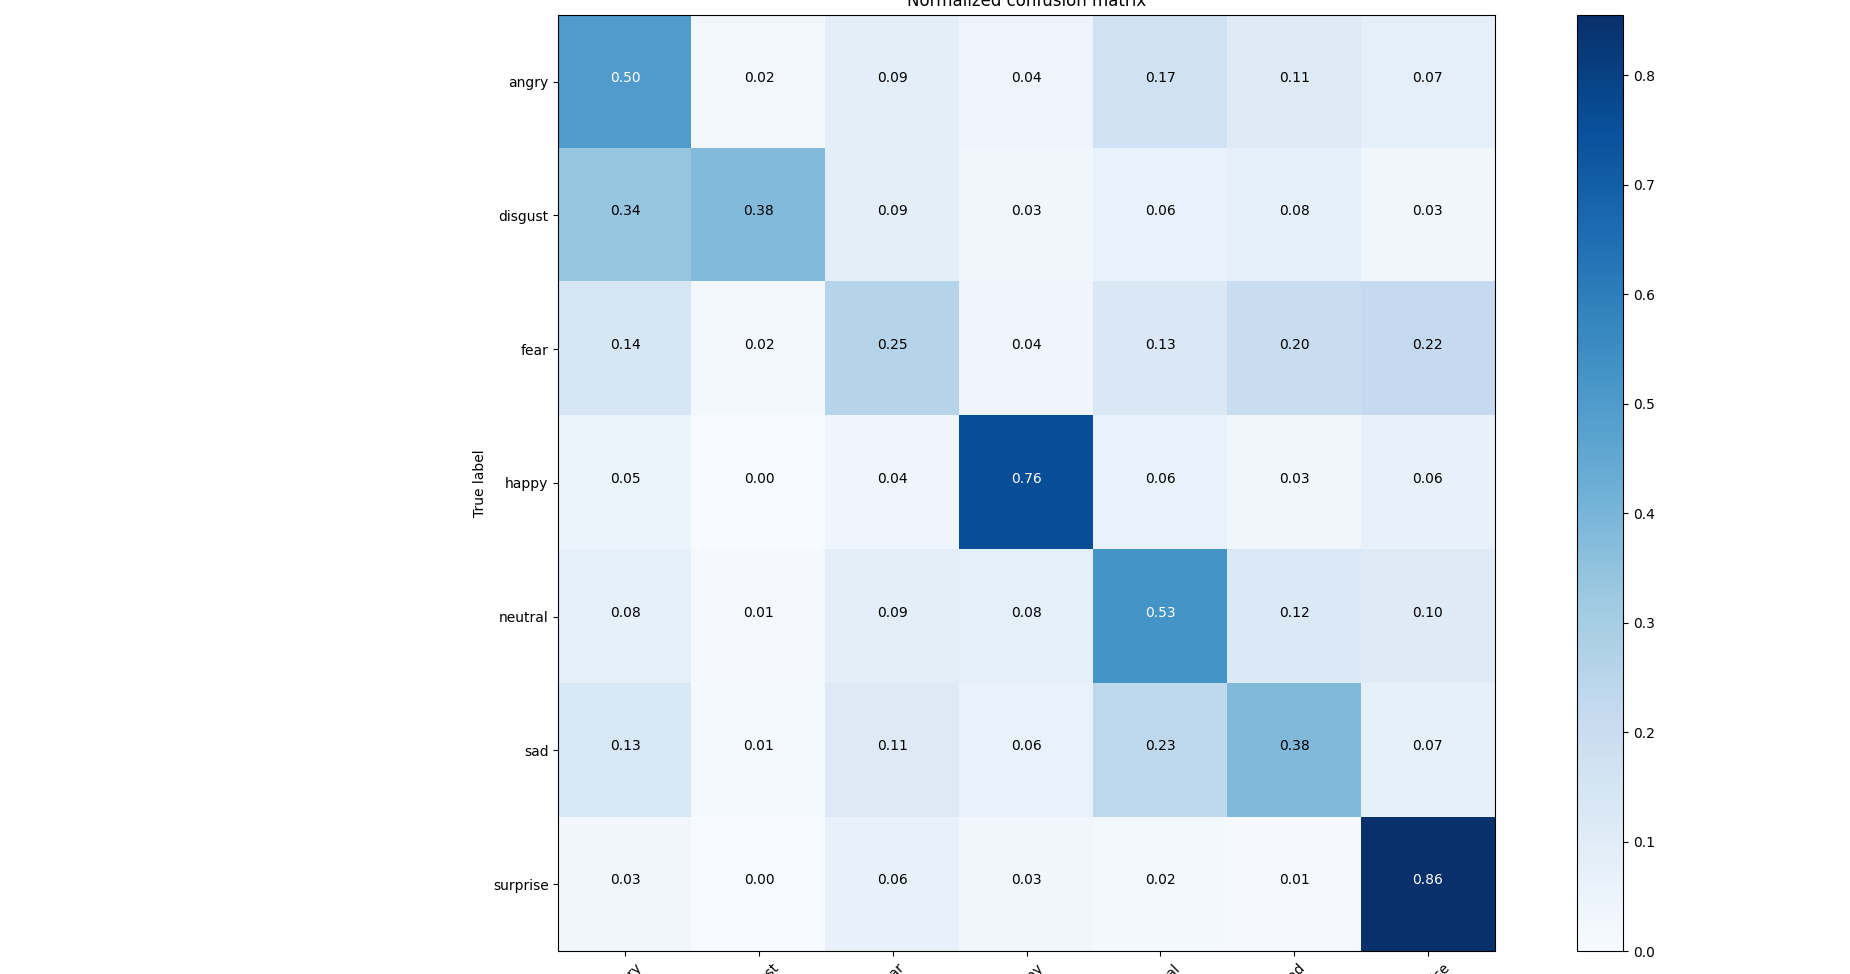 Normalized confusion matrix
angry 0.50 0.02 0.09 0.04 0.17 0.11 0.07
disgust 0.34 0.38 0.09 0.03 0.06 0.08 0.03
fear 0.14 0.02 0.25 0.04 0.13 0.20 0.22
happy 0.05 0.00 0.04 0.76 0.06 0.03 0.06
neutral 0.08 0.01 0.09 0.08 0.53 0.12 0.10
sad 0.13 0.01 0.11 0.06 0.23 0.38 0.07
surprise 0.03 0.00 0.06 0.03 0.02 0.01 0.86
True label
0.8
0.7
0.6
0.5
0.4
0.3
0.2
0.1
0.0